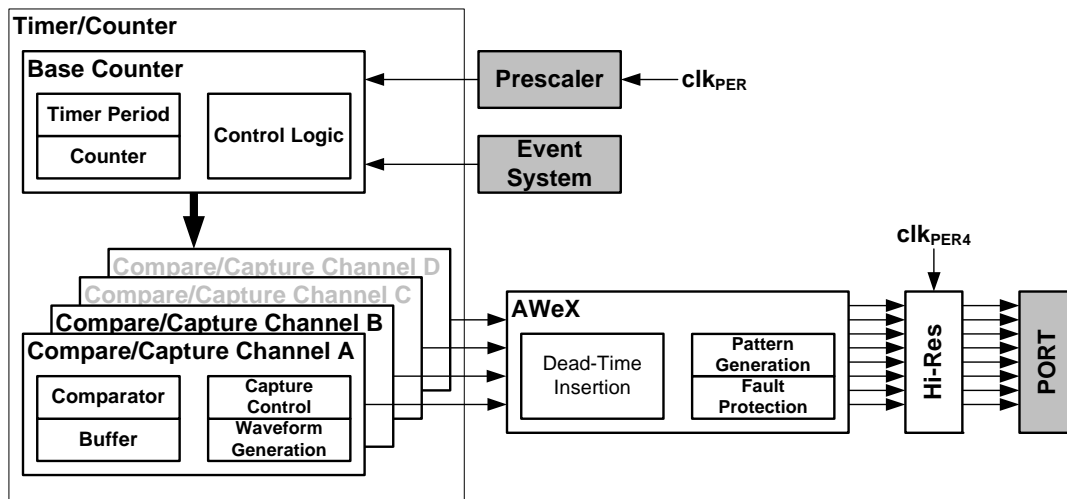 Timer/Counter
Base Counter
Timer Period
Counter
Control Logic
Prescaler
clkPER
Event
System
Compare/Capture Channel D
Compare/Capture Channel C
Compare/Capture Channel B
Compare/Capture Channel A
Comparator
Buffer
Capture
Control
Waveform
Generation
AWeX
Dead-Time
Insertion
Pattern
Generation
Fault
Protection
clkPER4
Hi-Res
PORT